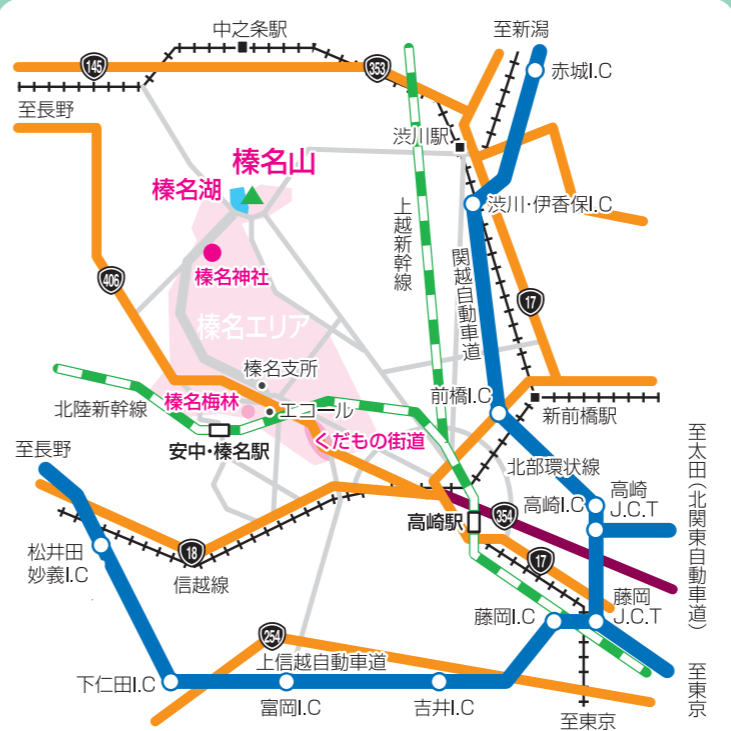 中之条駅
至新潟
145
353
赤城I.C
至長野
渋川駅
榛名山
榛名湖
渋川・伊香保I.C
上越新幹線
関越自動車道
榛名神社
406
17
榛名エリア
榛名支所
前橋I.C
北陸新幹線
榛名梅林
エコール
新前橋駅
くだもの街道
安中・榛名駅
至長野
北部環状線
至太田(北関東自動車道)
高崎I.C
高崎
J.C.T
高崎駅
354
松井田
妙義I.C
18
信越線
17
藤岡I.C
藤岡
J.C.T
254
上信越自動車道
下仁田I.C
富岡I.C
吉井I.C
至東京
至東京